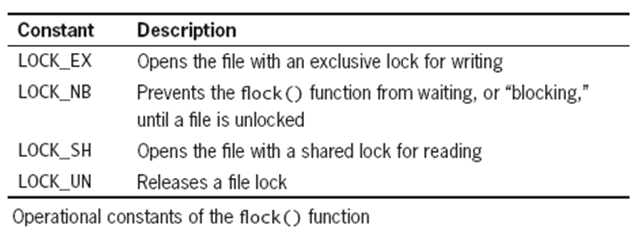 Constant Description
LOCK_EX Opens the file with an exclusive lock for writing
LOCK_NB Prevents the flock() function from waiting, or “blocking,”
until a file is unlocked
LOCK_SH Opens the file with a shared lock for reading
LOCK_UN Releases a file lock
Operational constants of the flock() function